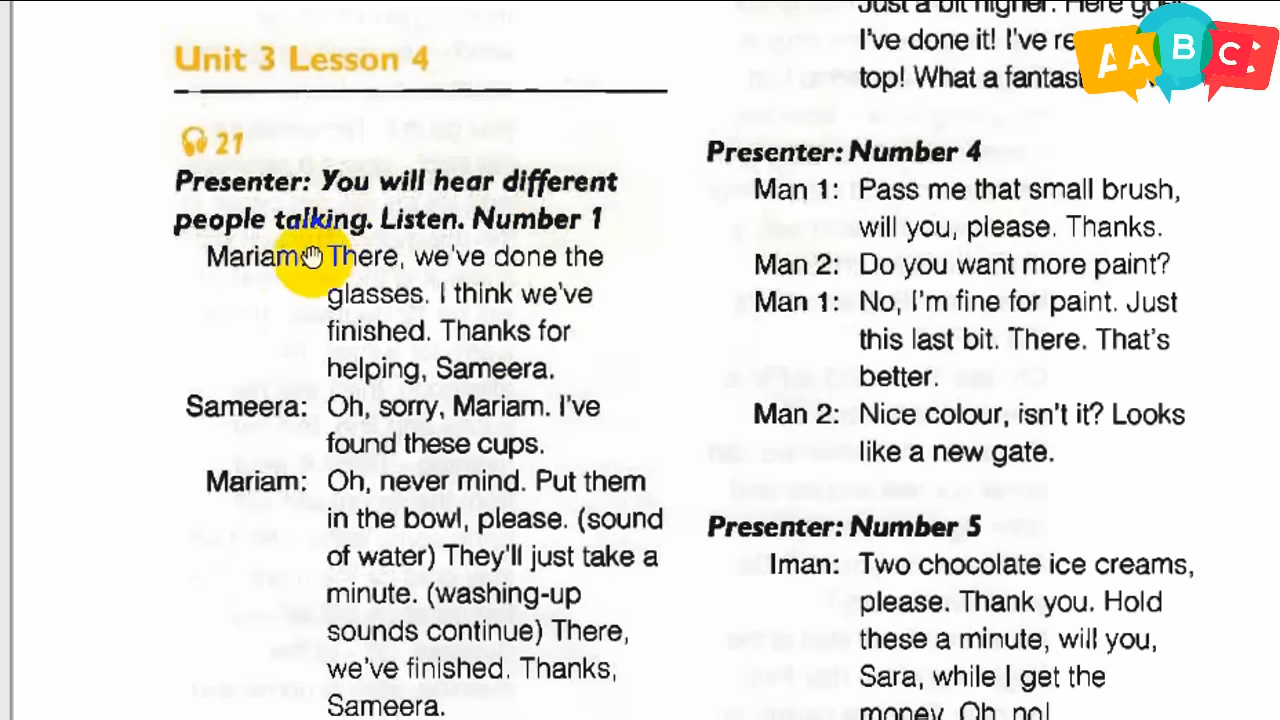 Unit 3 Lesson 4
21
Presenter: You will hear different
people talking. Listen. Number 1
Mariam: There, we've done the
glasses. I think we've
finished. Thanks for
helping, Sameera.
Sameera: Oh, sorry, Mariam. I've
found these cups.
Mariam: Oh, never mind. Put them
in the bowl, please. (sound
of water) They'll just take a
minute. (washing-up
sounds continue) There,
we've finished. Thanks,
Sameera.
Just a bit higher. Here
I've done it! I've
top! What a
A A B C
Presenter: Number 4
Man 1: Pass me that small brush,
will you, please. Thanks.
Man 2: Do you want more paint?
Man 1: No, I'm fine for paint. Just
this last bit. There. That's
better.
Man 2: Nice colour, isn't it? Looks
like a new gate.
Presenter: Number 5
Iman: Two chocolate ice creams,
please. Thank you. Hold
these a minute, will you,
Sara, while I get the
money. Oh, no!